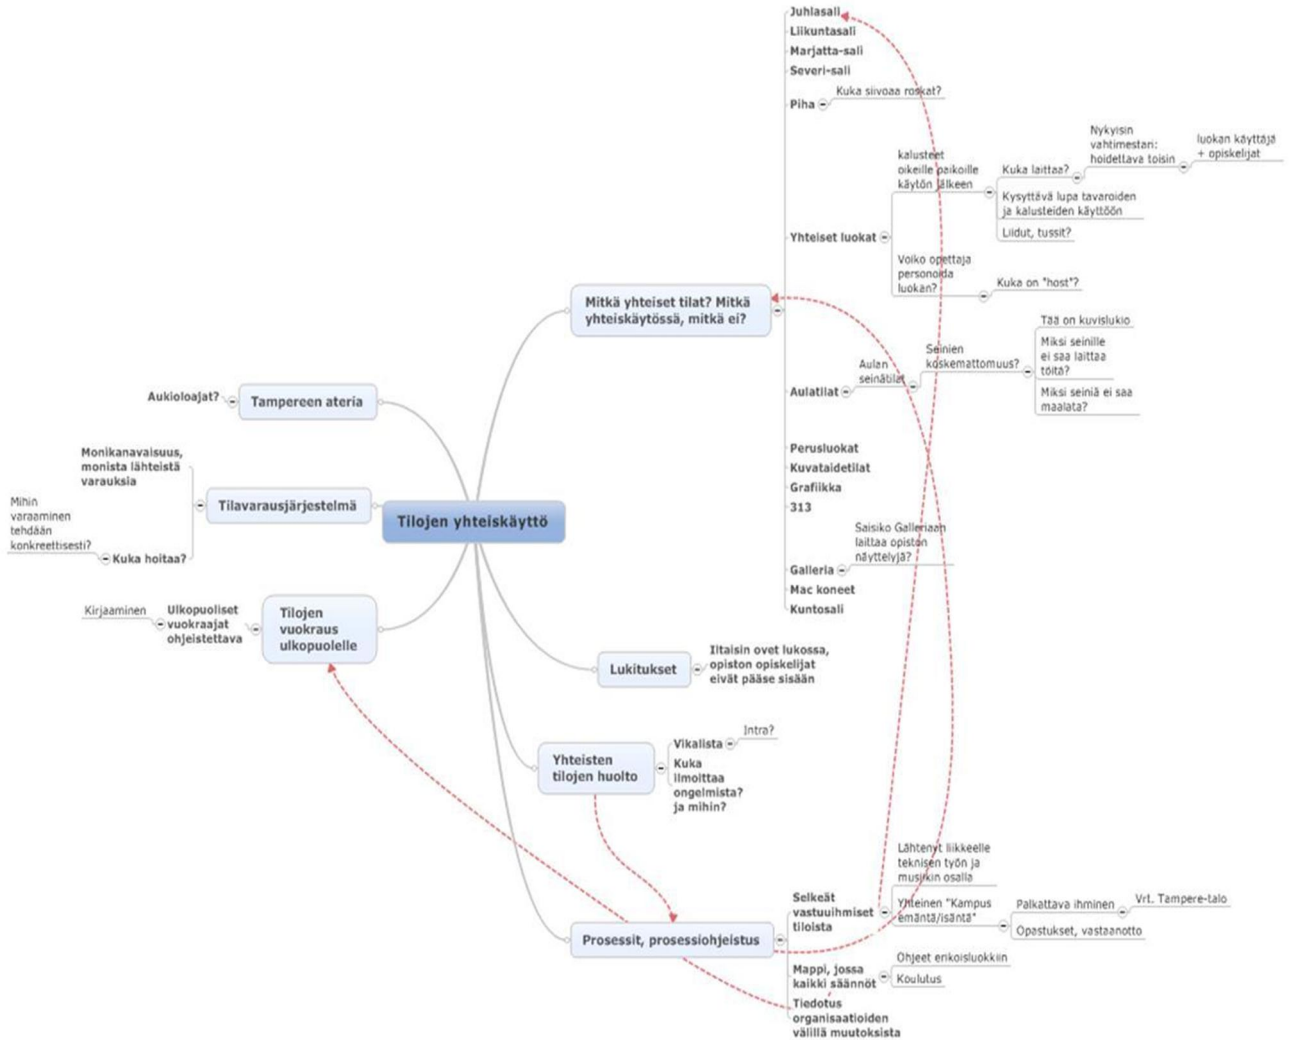 Tilojen yhteiskäyttö
Mitkä yhteiset tilat? Mitkä
yhteiskäytössä, mitkä ei?
Juhlasali
Liikuntasali
Marjatta-sali
Severi-sali
Piha
Kuka siivoaa roskat?
Yhteiset luokat
kalusteet
oikeille paikoille
käytön jälkeen
Kuka laittaa?
Nykyisin
vahtimestari:
hoidettava toisin
luokan käyttäjä
+ opiskelijat
Kysyttävä lupa tavaroiden
ja kalusteiden käyttöön
Liidut, tussit?
Voiko opettaja
personoida
luokan?
Kuka on "host"?
Aulatilat
Aulan
seinätilat
Seinien
koskemattomuus?
Tää on kuvislukio
Miksi seinille
ei saa laittaa
töitä?
Miksi seiniä ei saa
maalata?
Perusluokat
Kuvataidetilat
Grafiikka
313
Galleria
Saisiko Galleriaan
laittaa opiston
näyttelyjä?
Mac koneet
Kuntosali
Lukitukset
Iltaisin ovet lukossa,
opiston opiskelijat
eivät pääse sisään
Yhteisten
tilojen huolto
Vikalista
Intra?
Kuka
ilmoittaa
ongelmista?
ja mihin?
Prosessit, prosessiohjeistus
Selkeät
vastuuihmiset
tiloista
Lähtenyt liikkeelle
teknisen työn ja
musiikin osalla
Yhteinen "Kampus
emäntä/isäntä"
Palkattava ihminen
Vrt. Tampere-talo
Opastukset, vastaanotto
Mappi, jossa
kaikki säännöt
Ohjeet erikoisluokkiin
Koulutus
Tiedotus
organisaatioiden
välillä muutoksista
Tampereen ateria
Aukioloajat?
Tilavarausjärjestelmä
Monikanavaisuus,
monista lähteistä
varauksia
Kuka hoitaa?
Mihin
varaaminen
tehdään
konkreettisesti?
Tilojen
vuokraus
ulkopuolelle
Ulkopuoliset
vuokraajat
ohjeistettava
Kirjaaminen